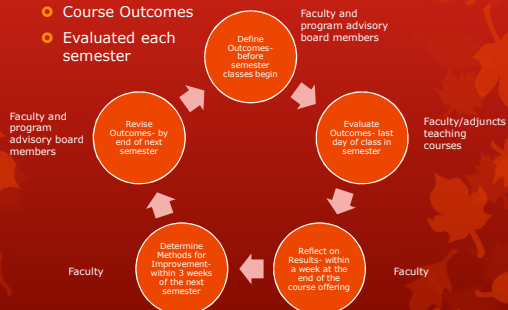 Course Outcomes
Evaluated each
semester
Faculty and
program advisory
board members
Define
Outcomes-
before
semester
classes begin
Faculty and
program
advisory board
members
Revise
Outcomes- by
end of next
semester
Evaluate
Outcomes- last
day of class in
semester
Faculty/adjuncts
teaching
courses
Faculty
Determine
Methods for
Improvement-
within 3 weeks
of the next
semester
Reflect on
Results- within
a week at the
end of the
course offering
Faculty